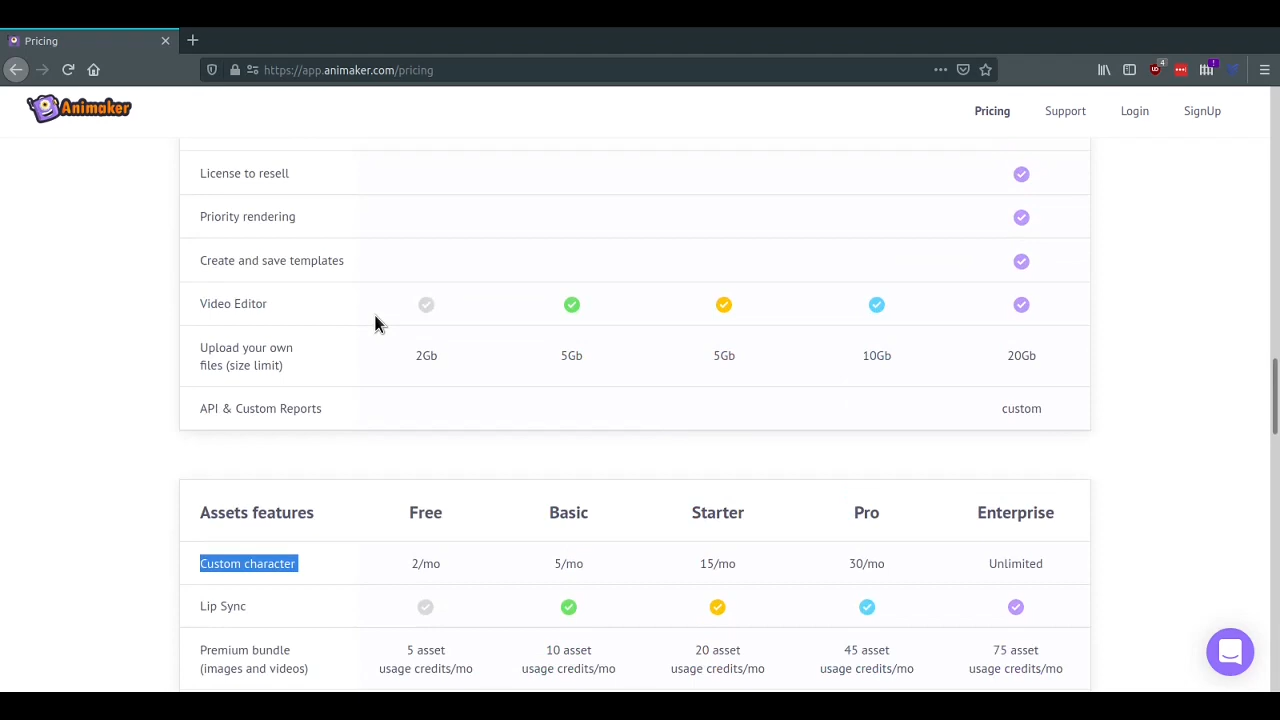 Pricing
https://app.animaker.com/pricing
4
!
Animaker
Pricing Support Login SignUp
License to resell
Priority rendering
Create and save templates
Video Editor
Upload your own
files (size limit)
2Gb 5Gb 5Gb 10Gb 20Gb
API & Custom Reports custom
Assets features Free Basic Starter Pro Enterprise
Custom character 2/mo 5/mo 15/mo 30/mo Unlimited
Lip Sync
Premium bundle 5 asset 10 asset 20 asset 45 asset 75 asset
(images and videos) usage credits/mo usage credits/mo usage credits/mo usage credits/mo usage credits/mo